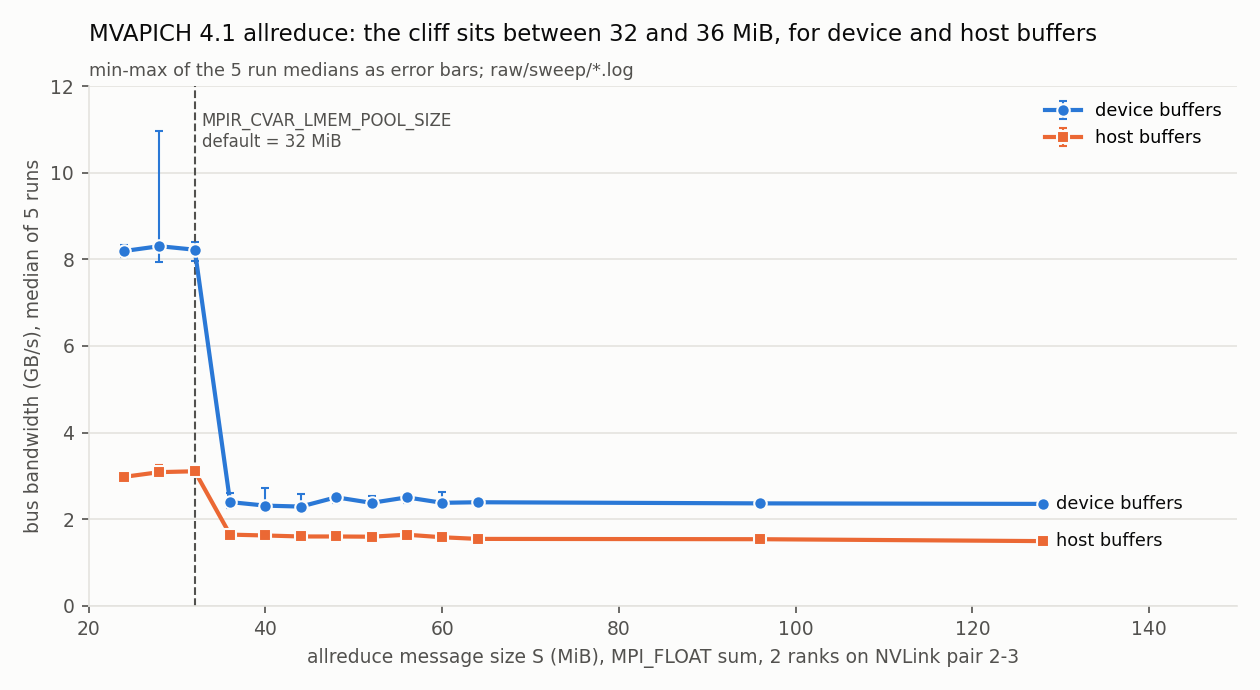 MVAPICH 4.1 allreduce: the cliff sits between 32 and 36 MiB, for device and host buffers
min-max of the 5 run medians as error bars; raw/sweep/*.log
bus bandwidth (GB/s), median of 5 runs
12
10
8
6
4
2
0
MPIR_CVAR_LMEM_POOL_SIZE
default = 32 MiB
device buffers
host buffers
device buffers
host buffers
20
40
60
80
100
120
140
allreduce message size S (MiB), MPI_FLOAT sum, 2 ranks on NVLink pair 2-3